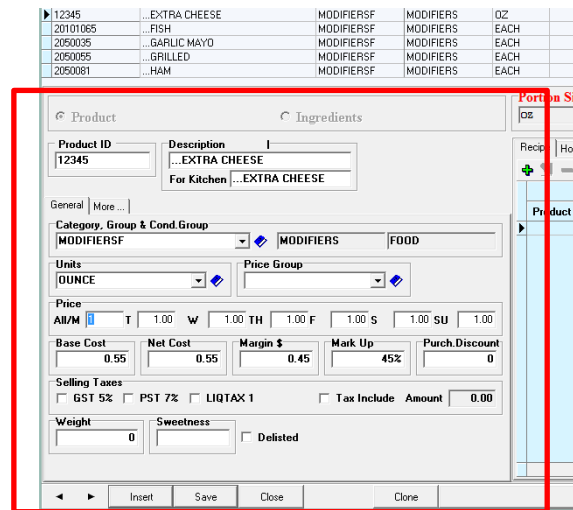 12345 ...EXTRA CHEESE MODIFIERSF MODIFIERS OZ
20101065 ...FISH MODIFIERSF MODIFIERS EACH
2050035 ...GARLIC MAYO MODIFIERSF MODIFIERS EACH
2050055 ...GRILLED MODIFIERSF MODIFIERS EACH
2050081 ...HAM MODIFIERSF MODIFIERS EACH
Portion Si
Product Ingredients OZ
Product ID Description
12345 ...EXTRA CHEESE
For Kitchen ...EXTRA CHEESE
Recipe Ho
General More ...
Product
Category, Group & Cond.Group
MODIFIERSF MODIFIERS FOOD
Units Price Group
OUNCE
Price
All/M 1 T 1.00 W 1.00 TH 1.00 F 1.00 S 1.00 SU 1.00
Base Cost Net Cost Margin $ Mark Up Purch.Discount
0.55 0.55 0.45 45% 0
Selling Taxes
GST 5% PST 7% LIQTAX 1 Tax Include Amount 0.00
Weight Sweetness
0 Delisted
Insert Save Close Clone